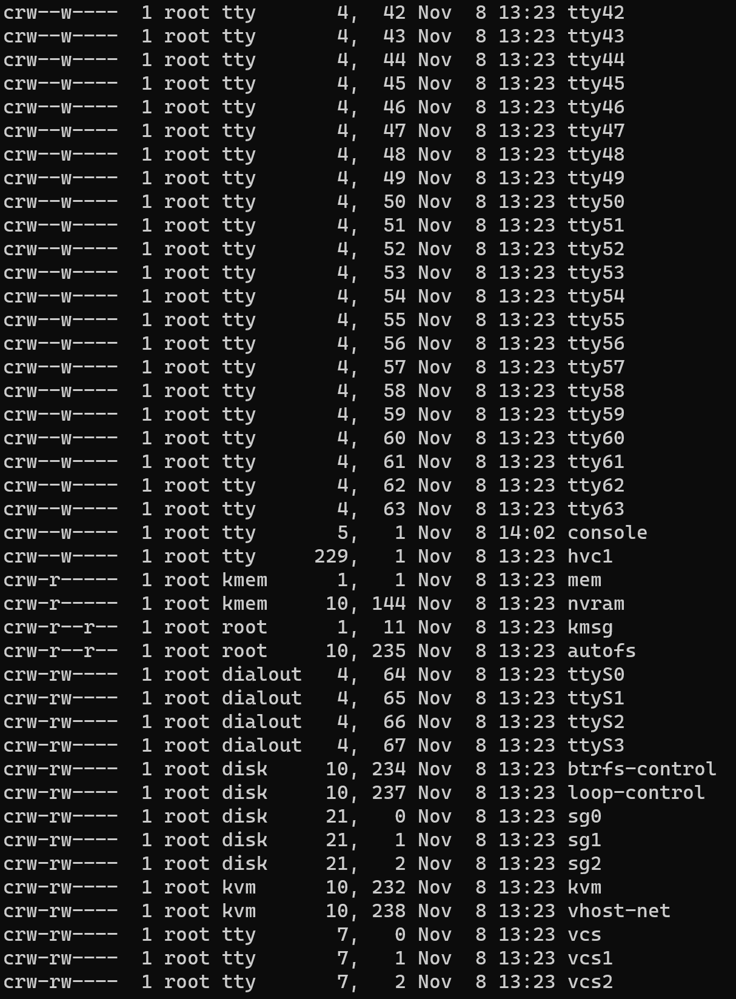 crw--w----  1 root tty       4,  42 Nov  8 13:23 tty42
crw--w----  1 root tty       4,  43 Nov  8 13:23 tty43
crw--w----  1 root tty       4,  44 Nov  8 13:23 tty44
crw--w----  1 root tty       4,  45 Nov  8 13:23 tty45
crw--w----  1 root tty       4,  46 Nov  8 13:23 tty46
crw--w----  1 root tty       4,  47 Nov  8 13:23 tty47
crw--w----  1 root tty       4,  48 Nov  8 13:23 tty48
crw--w----  1 root tty       4,  49 Nov  8 13:23 tty49
crw--w----  1 root tty       4,  50 Nov  8 13:23 tty50
crw--w----  1 root tty       4,  51 Nov  8 13:23 tty51
crw--w----  1 root tty       4,  52 Nov  8 13:23 tty52
crw--w----  1 root tty       4,  53 Nov  8 13:23 tty53
crw--w----  1 root tty       4,  54 Nov  8 13:23 tty54
crw--w----  1 root tty       4,  55 Nov  8 13:23 tty55
crw--w----  1 root tty       4,  56 Nov  8 13:23 tty56
crw--w----  1 root tty       4,  57 Nov  8 13:23 tty57
crw--w----  1 root tty       4,  58 Nov  8 13:23 tty58
crw--w----  1 root tty       4,  59 Nov  8 13:23 tty59
crw--w----  1 root tty       4,  60 Nov  8 13:23 tty60
crw--w----  1 root tty       4,  61 Nov  8 13:23 tty61
crw--w----  1 root tty       4,  62 Nov  8 13:23 tty62
crw--w----  1 root tty       4,  63 Nov  8 13:23 tty63
crw--w----  1 root tty       5,   1 Nov  8 14:02 console
crw--w----  1 root tty     229,   1 Nov  8 13:23 hvc1
crw-r-----  1 root kmem      1,   1 Nov  8 13:23 mem
crw-r-----  1 root kmem     10, 144 Nov  8 13:23 nvram
crw-r--r--  1 root root      1,  11 Nov  8 13:23 kmsg
crw-r--r--  1 root root     10, 235 Nov  8 13:23 autofs
crw-rw----  1 root dialout   4,  64 Nov  8 13:23 ttyS0
crw-rw----  1 root dialout   4,  65 Nov  8 13:23 ttyS1
crw-rw----  1 root dialout   4,  66 Nov  8 13:23 ttyS2
crw-rw----  1 root dialout   4,  67 Nov  8 13:23 ttyS3
crw-rw----  1 root disk     10, 234 Nov  8 13:23 btrfs-control
crw-rw----  1 root disk     10, 237 Nov  8 13:23 loop-control
crw-rw----  1 root disk     21,   0 Nov  8 13:23 sg0
crw-rw----  1 root disk     21,   1 Nov  8 13:23 sg1
crw-rw----  1 root disk     21,   2 Nov  8 13:23 sg2
crw-rw----  1 root kvm      10, 232 Nov  8 13:23 kvm
crw-rw----  1 root kvm      10, 238 Nov  8 13:23 vhost-net
crw-rw----  1 root tty       7,   0 Nov  8 13:23 vcs
crw-rw----  1 root tty       7,   1 Nov  8 13:23 vcs1
crw-rw----  1 root tty       7,   2 Nov  8 13:23 vcs2